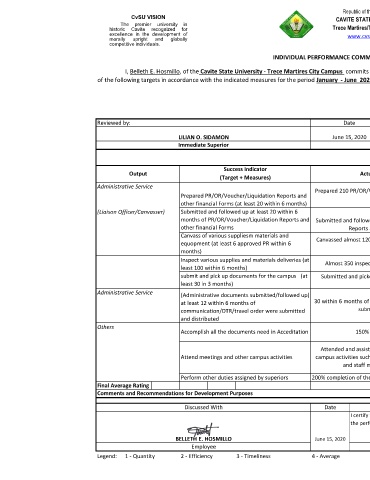 CvSU VISION
The premier university in
historic Cavite recognized for
excellence in the development of
morally upright and globally
competitive individuals.
Republic of th
CAVITE STATE
Trece Martires
INDIVIDUAL PERFORMANCE COMM
I, Belleth E. Hosmillo, of the Cavite State University - Trece Martires City Campus commits
of the following targets in accordance with the indicated measures for the period January - June 202
Reviewed by:
Date
LILIAN O. SIDAMON
June 15, 2020
Immediate Superior
Output
Success Indicator
(Target + Measures)
Actu
Administrative Service
Prepared PR/OR/Voucher/Liquidation Reports and
other financial Forms (at least 20 within 6 months)
Prepared 210 PR/OR/V
(Liaison Officer/Canvasser)
Submitted and followed up at least 20 within 6
months of PR/OR/Voucher/Liquidation Reports and
other financial Forms
Submitted and follow
Reports
Canvass of various suppliesm materials and
equopment (at least 6 approved PR within 6
months)
Canvassed almost 120
Inspect various supplies and materials deliveries (at
least 100 within 6 months)
Almost 350 inspec
submit and pick up documents for the campus (at
least 30 in 3 months)
Submitted and pick
Administrative Service
(Administrative documents submitted/followed up)
at least 12 within 6 months of
communication/DTR/travel order were submitted
and distributed
30 within 6 months of
subm
Others
Accomplish all the documents need in Acceditation
150%
Attend meetings and other campus activities
Attended and assist
campus activities suc
and staff m
Perform other duties assigned by superiors
200% completion of the
Final Average Rating
Comments and Recommendations for Development Purposes
Discussed With
Date
I certify
the perf
BELLETH E. HOSMILLO
June 15, 2020
Employee
Legend: 1 - Quantity 2 - Efficiency 3 - Timeliness 4 - Average